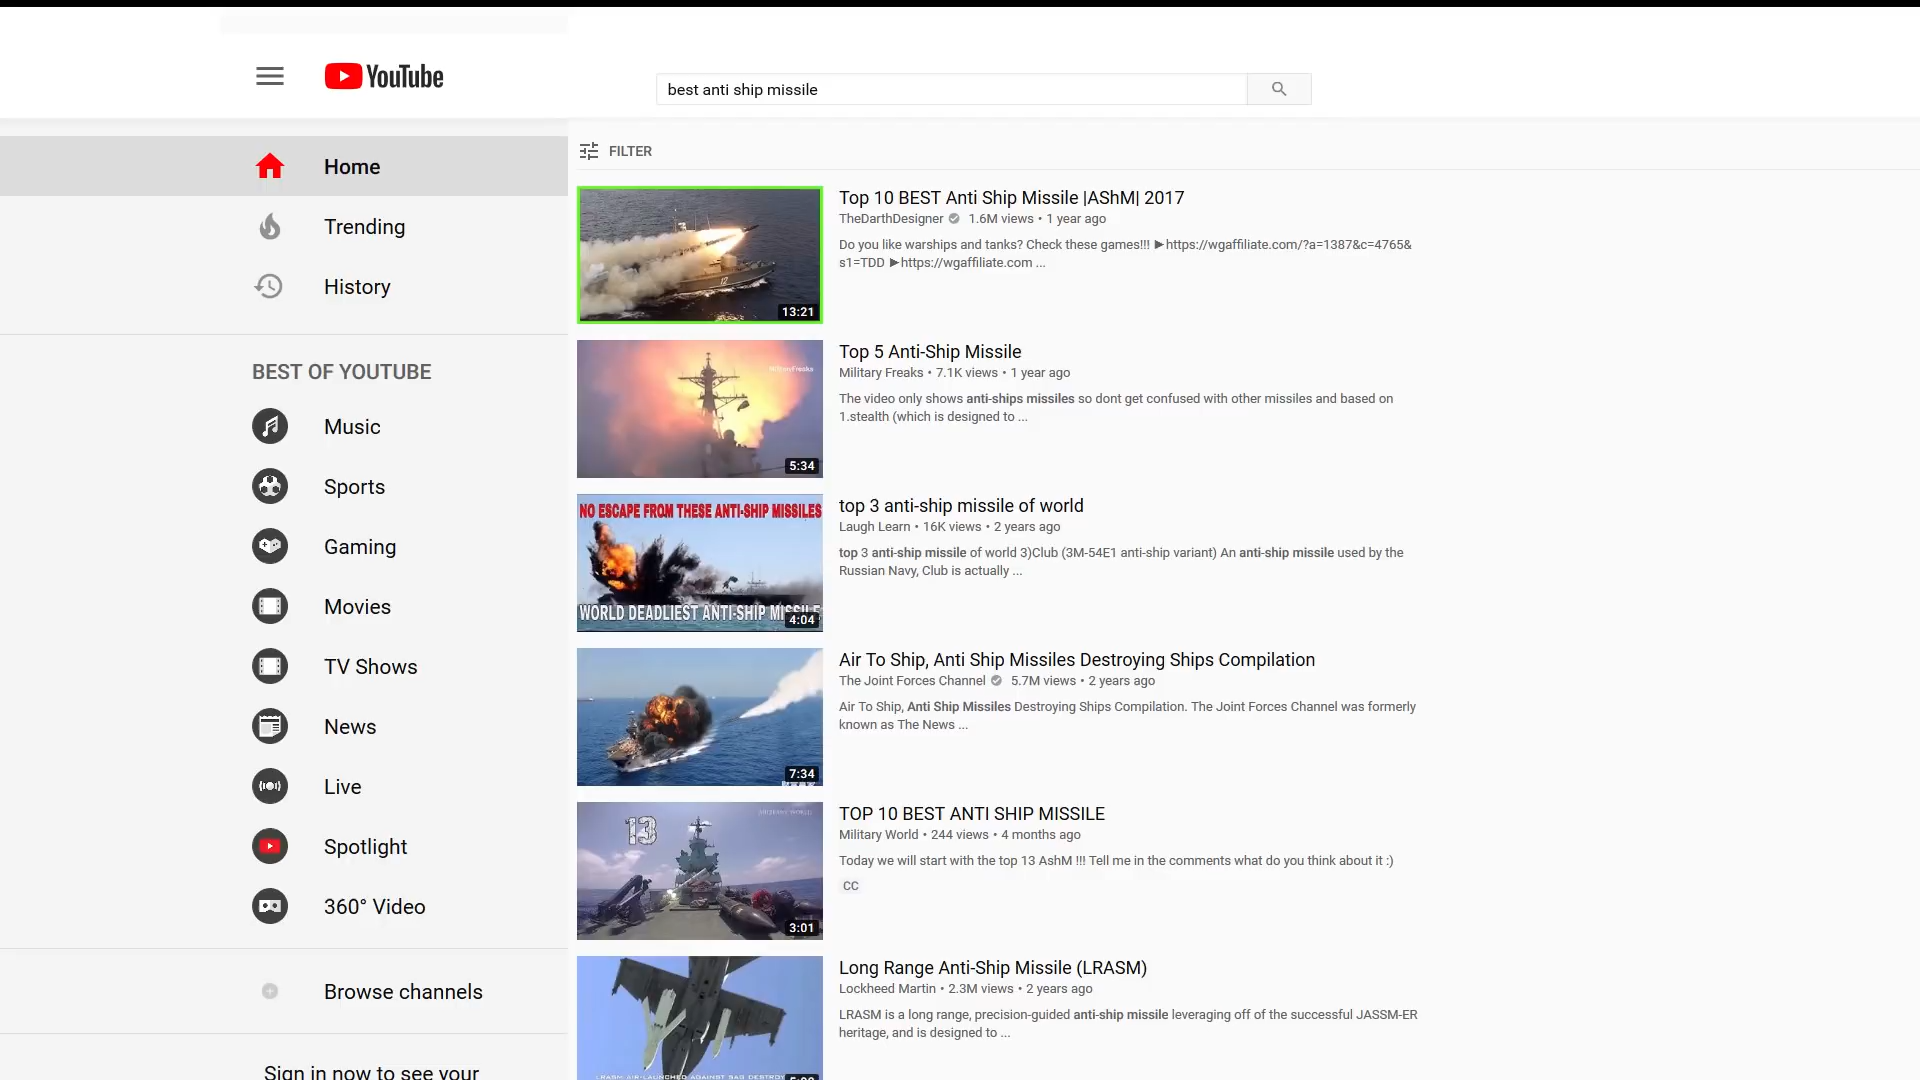 YouTube
best anti ship missile
Home
Trending
History
BEST OF YOUTUBE
Music
Sports
Gaming
Movies
TV Shows
News
Live
Spotlight
360° Video
Browse channels
Sign in now to see your
FILTER
13:21
Top 10 BEST Anti Ship Missile |AShM| 2017
TheDarthDesigner 1.6M views • 1 year ago
Do you like warships and tanks? Check these games!!! ►https://wgaffiliate.com/?a=1387&c=4765&
s1=TDD ►https://wgaffiliate.com ...
MilitaryFreaks
5:34
Top 5 Anti-Ship Missile
Military Freaks • 7.1K views • 1 year ago
The video only shows anti-ships missiles so dont get confused with other missiles and based on
1.stealth (which is designed to ...
NO ESCAPE FROM THESE ANTI-SHIP MISSILES
WORLD DEADLIEST ANTI-SHIP MISSILE
4:04
top 3 anti-ship missile of world
Laugh Learn • 16K views • 2 years ago
top 3 anti-ship missile of world 3)Club (3M-54E1 anti-ship variant) An anti-ship missile used by the
Russian Navy, Club is actually ...
7:34
Air To Ship, Anti Ship Missiles Destroying Ships Compilation
The Joint Forces Channel 5.7M views • 2 years ago
Air To Ship, Anti Ship Missiles Destroying Ships Compilation. The Joint Forces Channel was formerly
known as The News ...
13
MILITARY WORLD
3:01
TOP 10 BEST ANTI SHIP MISSILE
Military World • 244 views • 4 months ago
Today we will start with the top 13 AshM !!! Tell me in the comments what do you think about it :)
CC
LRASM AIR-LAUNCHED AGAINST SAG DESTROY
Long Range Anti-Ship Missile (LRASM)
Lockheed Martin • 2.3M views • 2 years ago
LRASM is a long range, precision-guided anti-ship missile leveraging off of the successful JASSM-ER
heritage, and is designed to ...